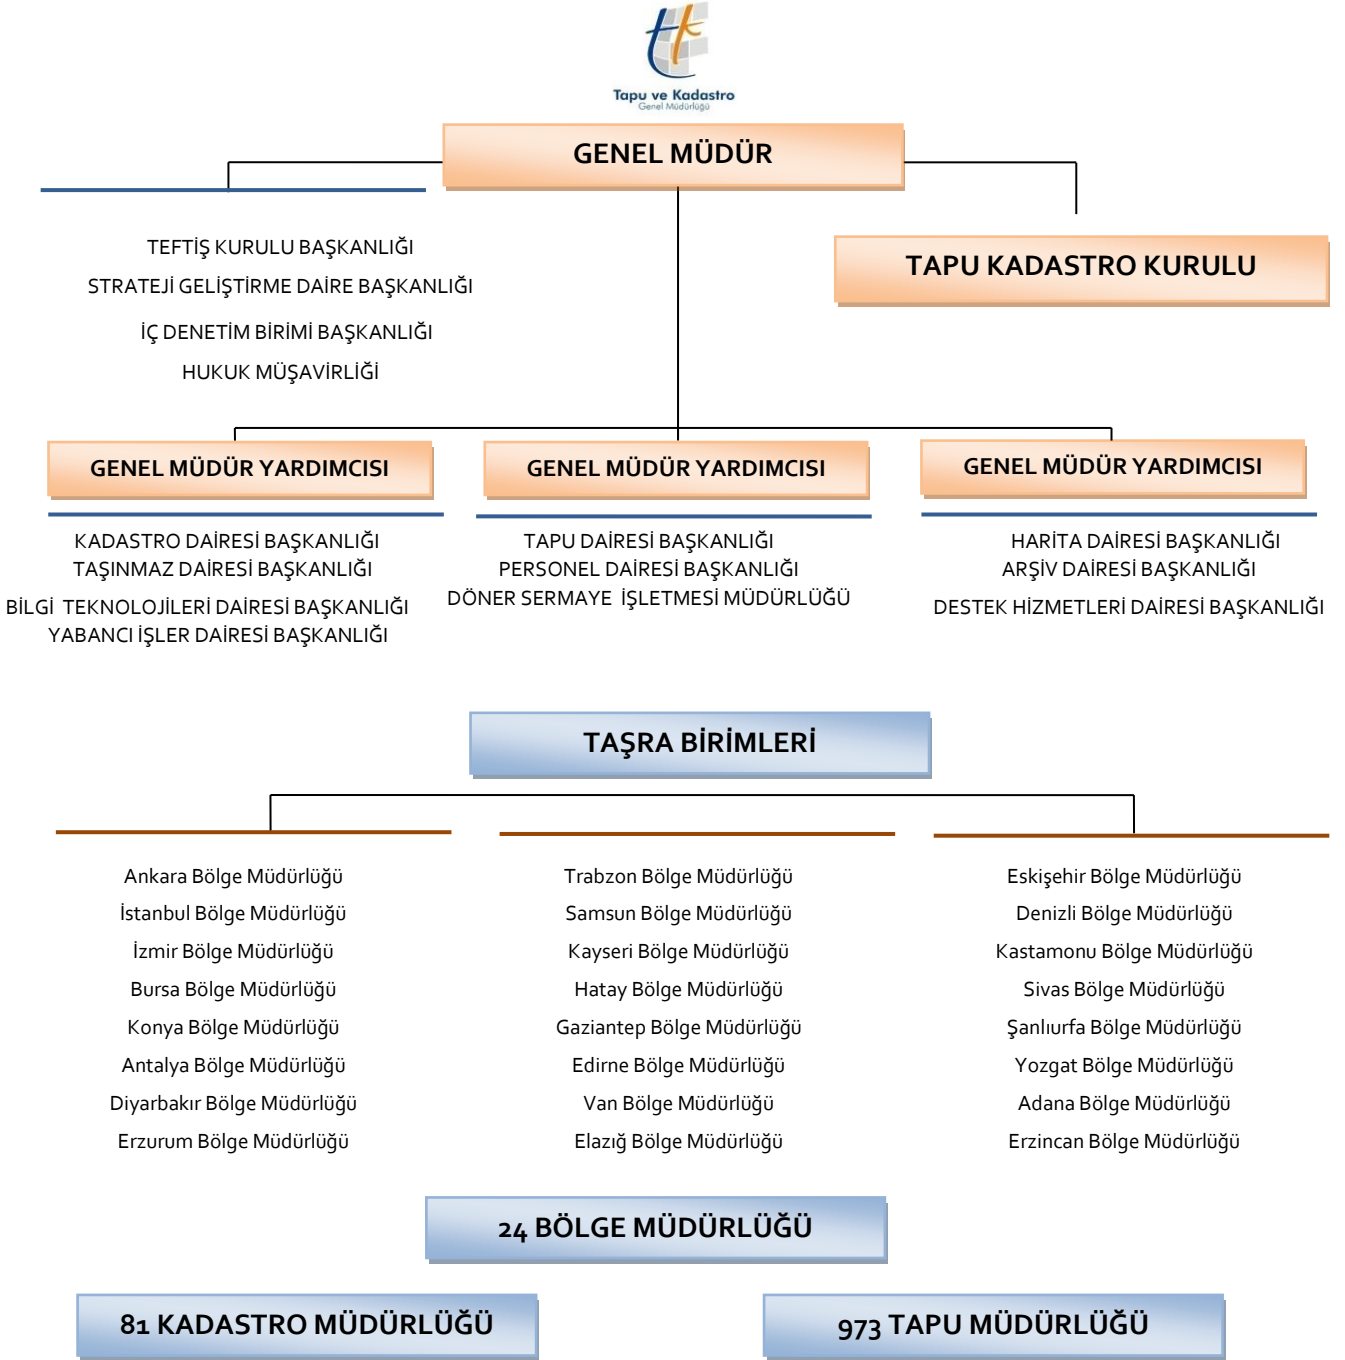 Tapu ve Kadastro
Genel Müdürlüğü
GENEL MÜDÜR
TEFTİŞ KURULU BAŞKANLIĞI
STRATEJİ GELİŞTİRME DAİRE BAŞKANLIĞI
İÇ DENETİM BİRİMİ BAŞKANLIĞI
HUKUK MÜŞAVİRLİĞİ
TAPU KADASTRO KURULU
GENEL MÜDÜR YARDIMCISI
KADASTRO DAİRESİ BAŞKANLIĞI
TAŞINMAZ DAİRESİ BAŞKANLIĞI
BİLGİ TEKNOLOJİLERİ DAİRESİ BAŞKANLIĞI
YABANCI İŞLER DAİRESİ BAŞKANLIĞI
GENEL MÜDÜR YARDIMCISI
TAPU DAİRESİ BAŞKANLIĞI
PERSONEL DAİRESİ BAŞKANLIĞI
DÖNER SERMAYE İŞLETMESİ MÜDÜRLÜĞÜ
GENEL MÜDÜR YARDIMCISI
HARİTA DAİRESİ BAŞKANLIĞI
ARŞİV DAİRESİ BAŞKANLIĞI
DESTEK HİZMETLERİ DAİRESİ BAŞKANLIĞI
TAŞRA BİRİMLERİ
Ankara Bölge Müdürlüğü
İstanbul Bölge Müdürlüğü
İzmir Bölge Müdürlüğü
Bursa Bölge Müdürlüğü
Konya Bölge Müdürlüğü
Antalya Bölge Müdürlüğü
Diyarbakır Bölge Müdürlüğü
Erzurum Bölge Müdürlüğü
Trabzon Bölge Müdürlüğü
Samsun Bölge Müdürlüğü
Kayseri Bölge Müdürlüğü
Hatay Bölge Müdürlüğü
Gaziantep Bölge Müdürlüğü
Edirne Bölge Müdürlüğü
Van Bölge Müdürlüğü
Elazığ Bölge Müdürlüğü
Eskişehir Bölge Müdürlüğü
Denizli Bölge Müdürlüğü
Kastamonu Bölge Müdürlüğü
Sivas Bölge Müdürlüğü
Şanlıurfa Bölge Müdürlüğü
Yozgat Bölge Müdürlüğü
Adana Bölge Müdürlüğü
Erzincan Bölge Müdürlüğü
24 BÖLGE MÜDÜRLÜĞÜ
81 KADASTRO MÜDÜRLÜĞÜ
973 TAPU MÜDÜRLÜĞÜ